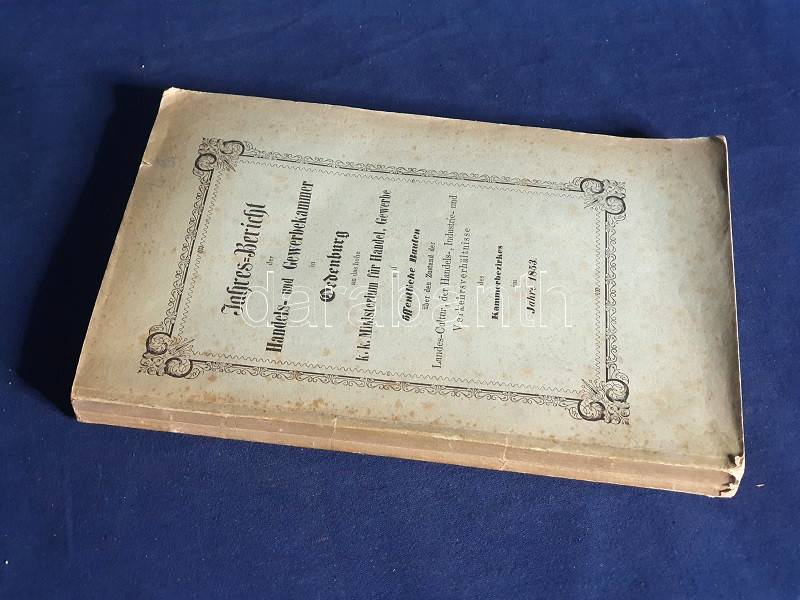 Jahres-Bericht
der
Handels- und Gewerbekammer
in
Oedenburg
an das hohe
k. k. Ministerium für Handel, Gewerbe
und
öffentliche Bauten
über den Zustand der
Landes-Cultur, der Handels-, Industrie- und
Verkehrsverhältnisse
des
Kammerbezirkes
im
Jahre 1853.
darabanth